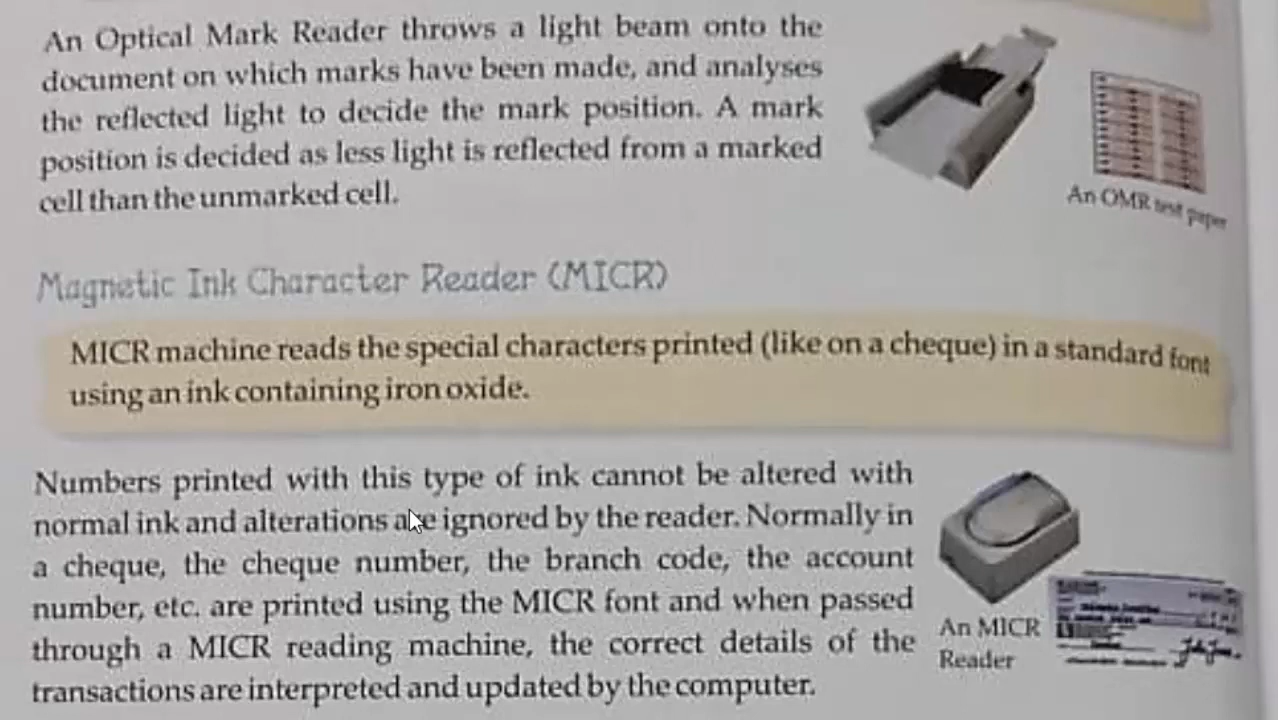 An Optical Mark Reader throws a light beam onto the
document on which marks have been made, and analyses
the reflected light to decide the mark position. A mark
position is decided as less light is reflected from a marked
cell than the unmarked cell.
An OMR test paper
Magnetic Ink Character Reader (MICR)
MICR machine reads the special characters printed (like on a cheque) in a standard font
using an ink containing iron oxide.
Numbers printed with this type of ink cannot be altered with
normal ink and alterations are ignored by the reader. Normally in
a cheque, the cheque number, the branch code, the account
number, etc. are printed using the MICR font and when passed
through a MICR reading machine, the correct details of the
transactions are interpreted and updated by the computer.
An MICR
Reader